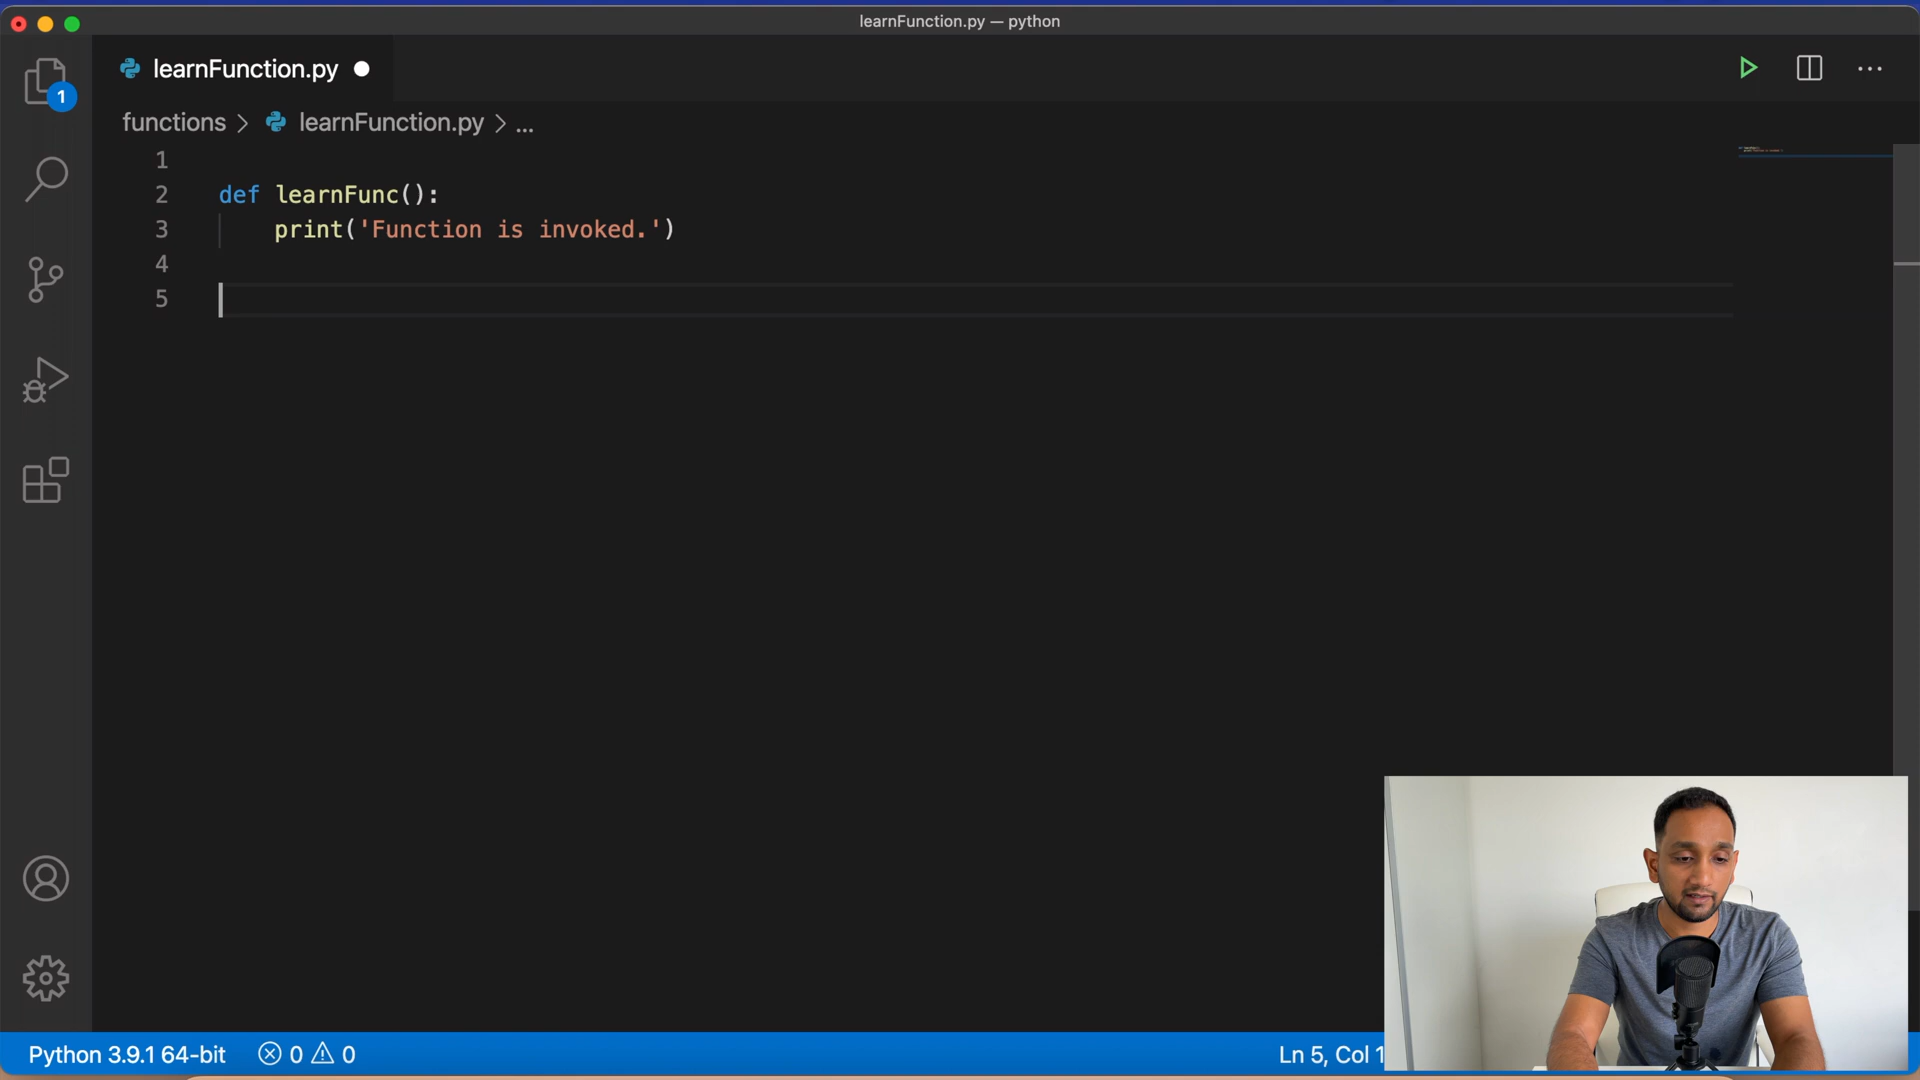 learnFunction.py — python
learnFunction.py
1
functions > learnFunction.py > ...
1
2 def learnFunc():
3 print('Function is invoked.')
4
5
Python 3.9.1 64-bit 0 0 Ln 5, Col 1